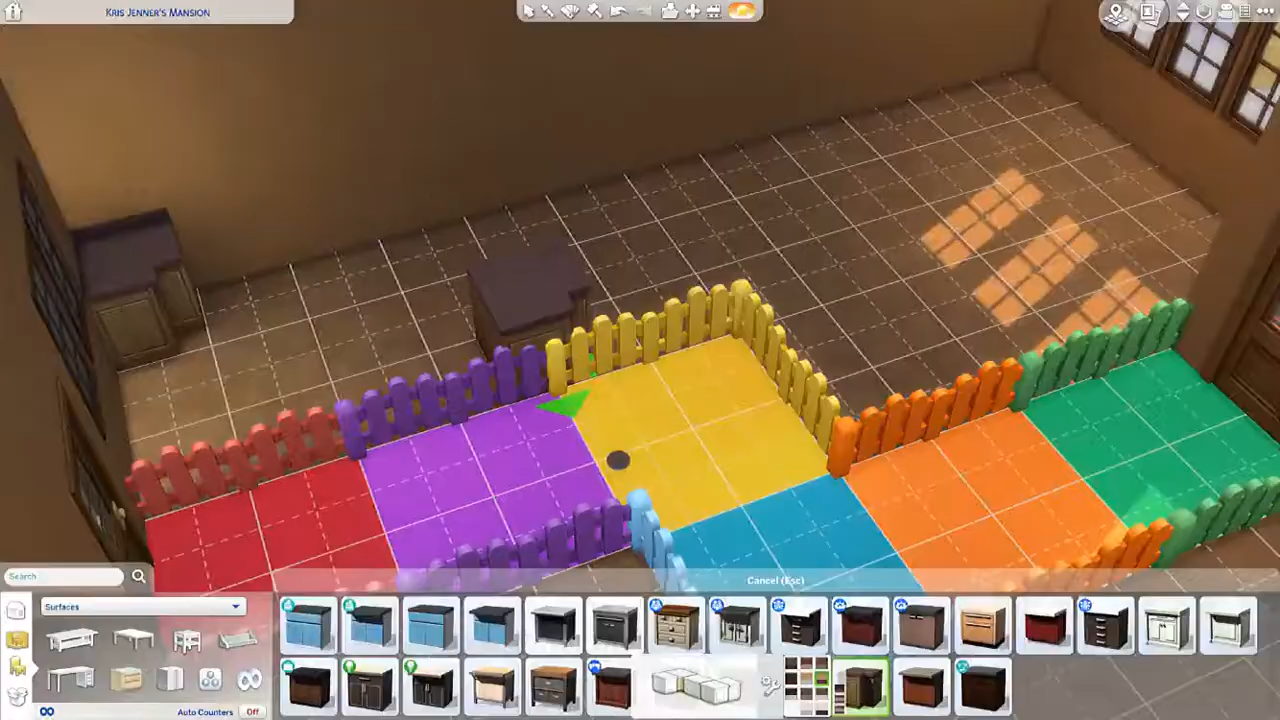 KRIS JENNER'S MANSION
Cancel (Esc)
Search
Surfaces
Auto Counters
Off